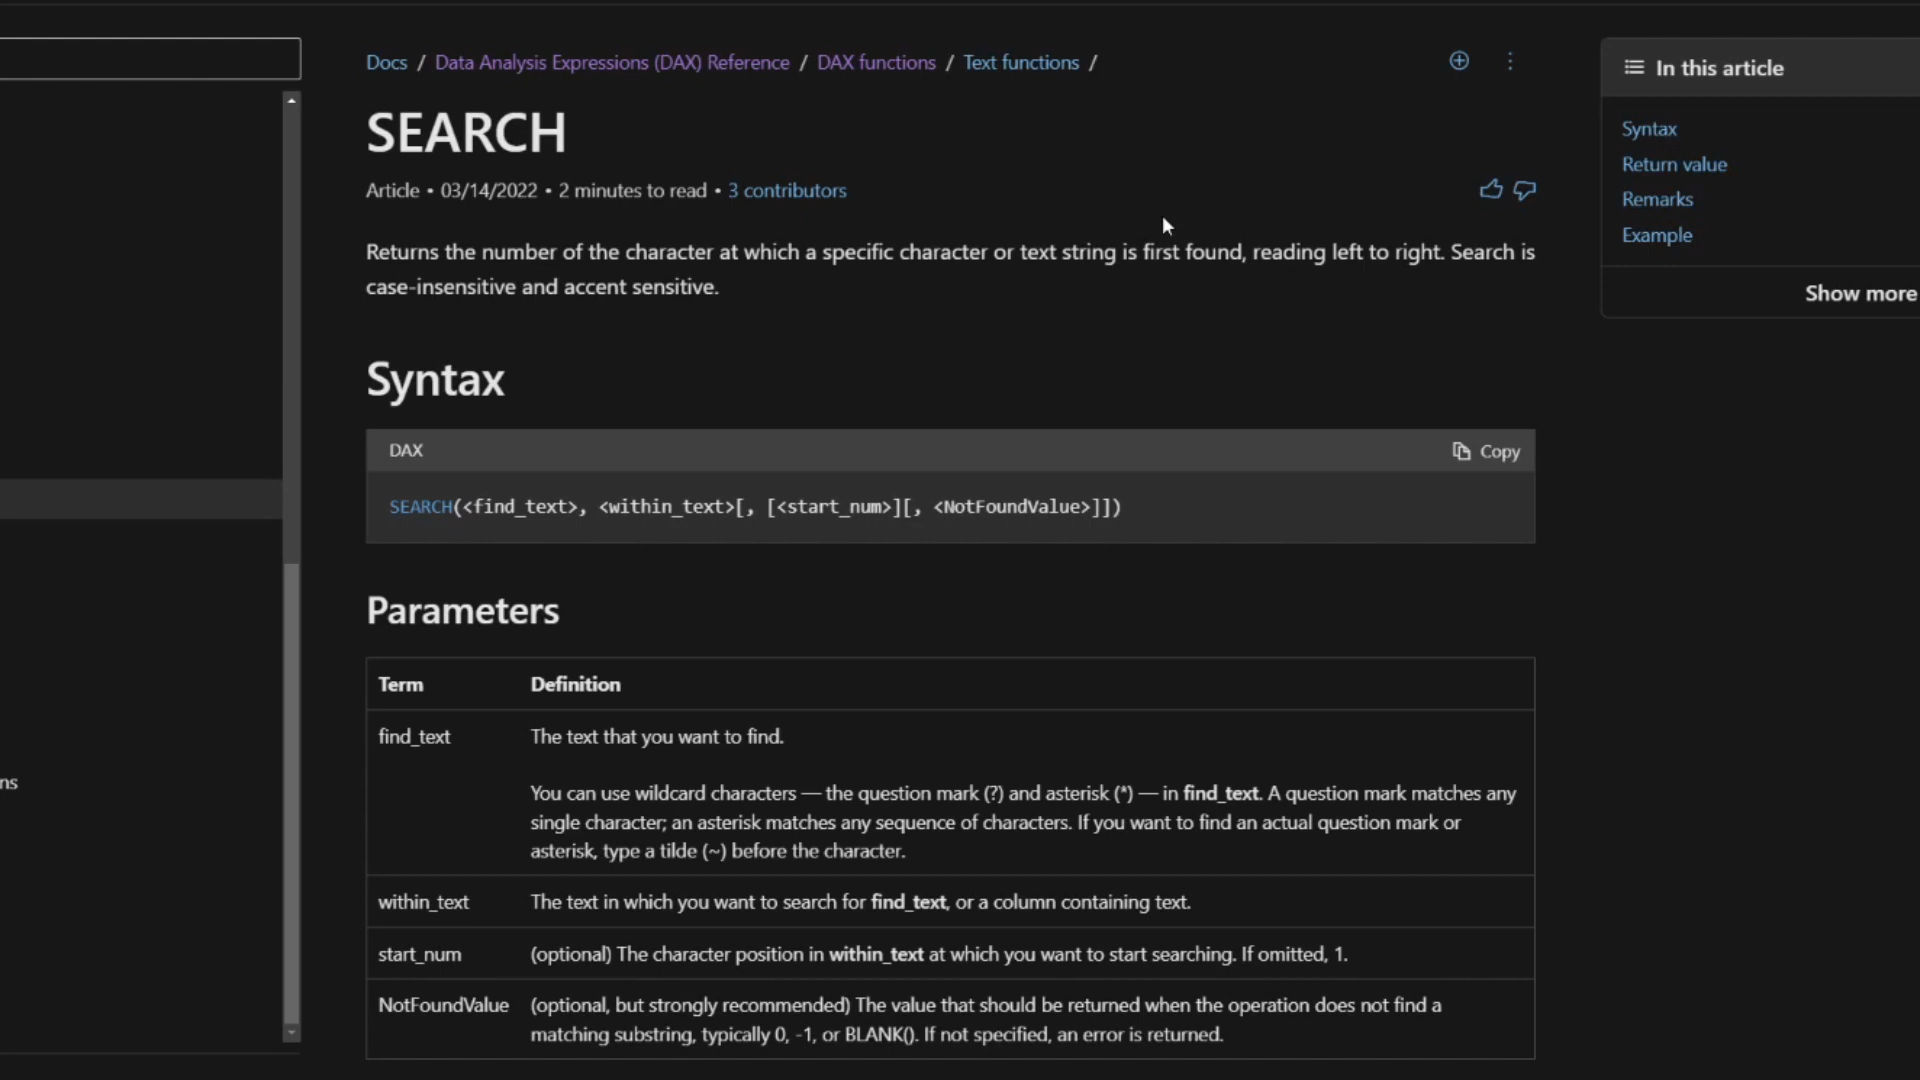 Docs / Data Analysis Expressions (DAX) Reference / DAX functions / Text functions /
SEARCH
Article • 03/14/2022 • 2 minutes to read • 3 contributors
Returns the number of the character at which a specific character or text string is first found, reading left to right. Search is
case-insensitive and accent sensitive.
Syntax
DAX
Copy
SEARCH(<find_text>, <within_text>[, [<start_num>][, <NotFoundValue>]])
Parameters
Term Definition
find_text The text that you want to find.
You can use wildcard characters — the question mark (?) and asterisk (*) — in find_text. A question mark matches any
single character; an asterisk matches any sequence of characters. If you want to find an actual question mark or
asterisk, type a tilde (~) before the character.
within_text The text in which you want to search for find_text, or a column containing text.
start_num (optional) The character position in within_text at which you want to start searching. If omitted, 1.
NotFoundValue (optional, but strongly recommended) The value that should be returned when the operation does not find a
matching substring, typically 0, -1, or BLANK(). If not specified, an error is returned.
ns
In this article
Syntax
Return value
Remarks
Example
Show more